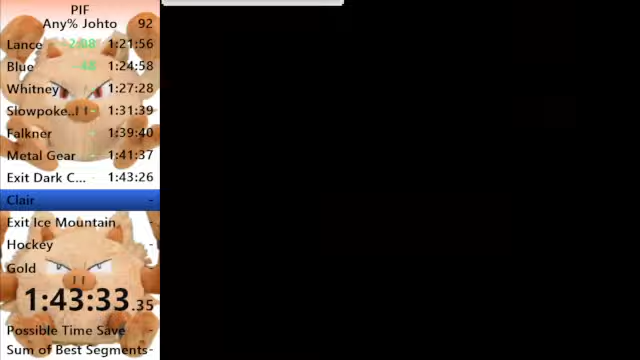 PIF
Any% Johto 92
Lance -2:08 1:21:56
Blue -48 1:24:58
Whitney - 1:27:28
Slowpoke... - 1:31:39
Falkner - 1:39:40
Metal Gear - 1:41:37
Exit Dark C... - 1:43:26
Clair -
Exit Ice Mountain -
Hockey -
Gold -
1:43:33.35
Possible Time Save -
Sum of Best Segments -